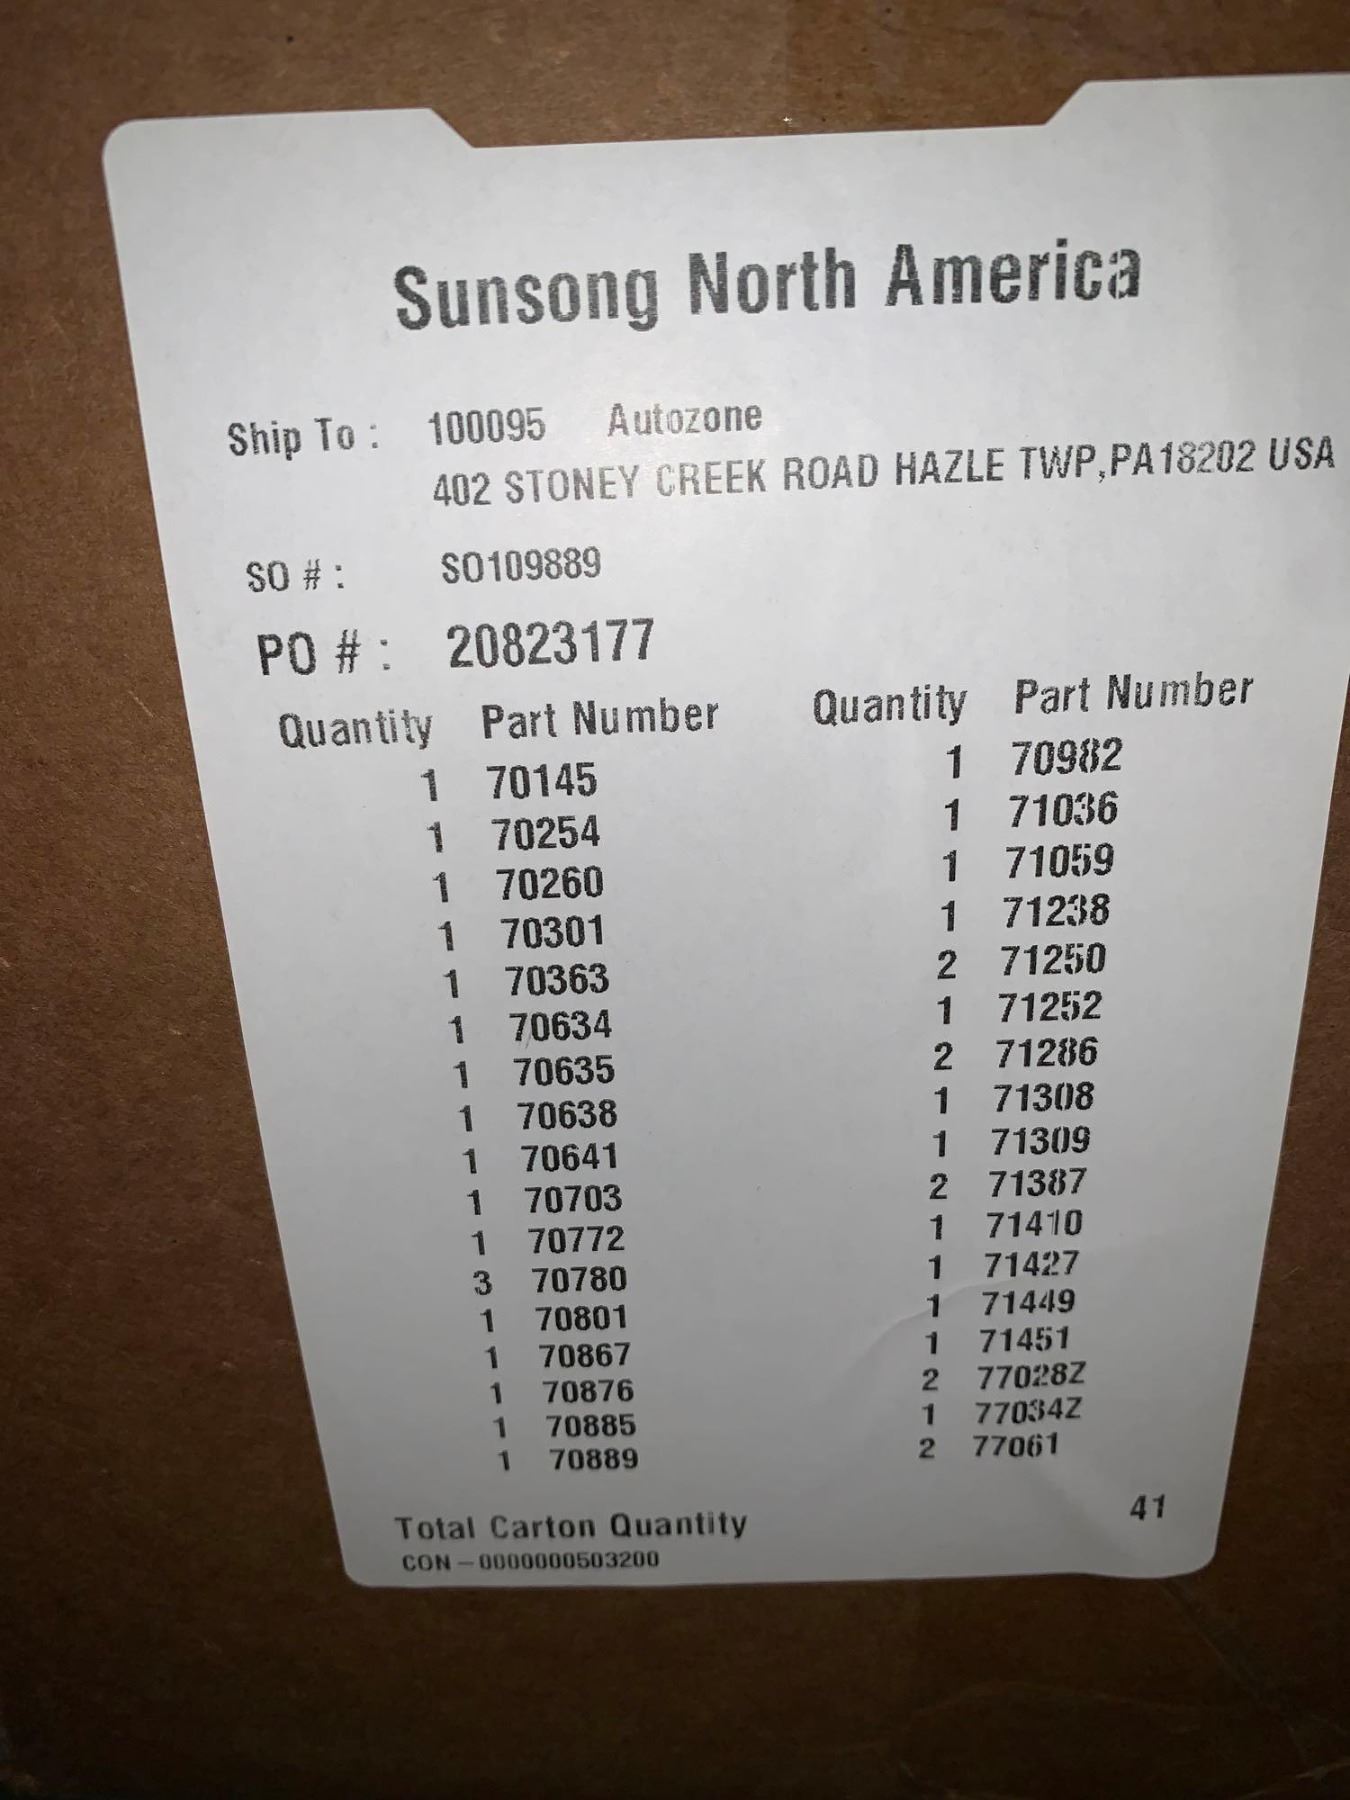 Sunsong North America
Ship To : 100095 Autozone
402 STONEY CREEK ROAD HAZLE TWP,PA18202 USA
SO # : SO109889
PO # : 20823177
Quantity Part Number Quantity Part Number
1 70145 1 70982
1 70254 1 71036
1 70260 1 71059
1 70301 1 71238
1 70363 2 71250
1 70634 1 71252
1 70635 2 71286
1 70638 1 71308
1 70641 1 71309
1 70703 2 71387
1 70772 1 71410
3 70780 1 71427
1 70801 1 71449
1 70867 1 71451
1 70876 2 77028Z
1 70885 1 77034Z
1 70889 2 77061
Total Carton Quantity 41
CON-0000000503200